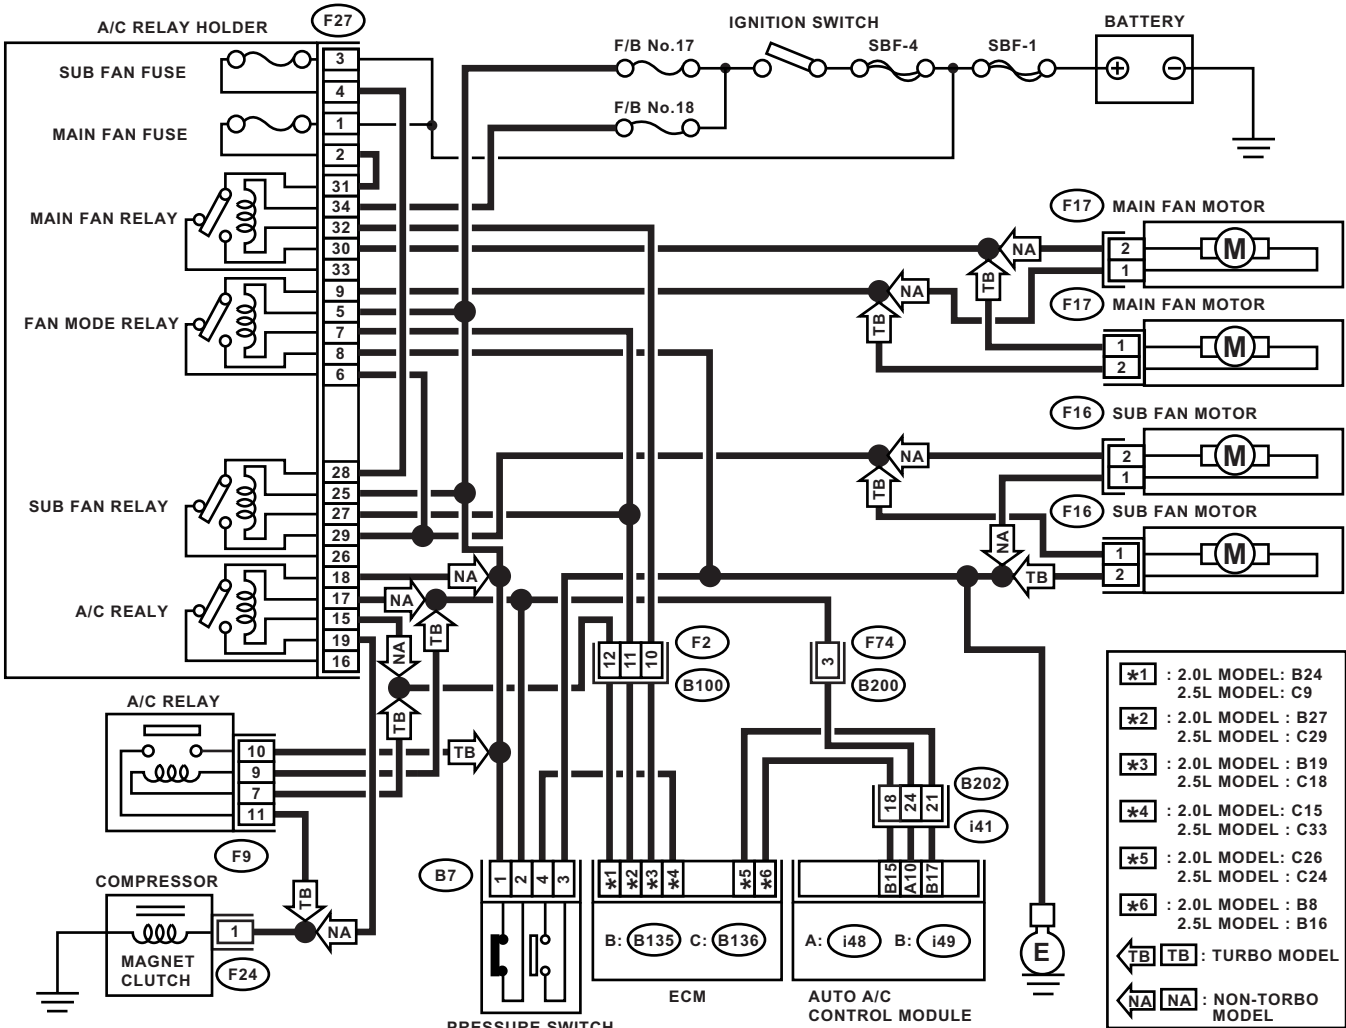 A/C RELAY HOLDER
F27
SUB FAN FUSE
MAIN FAN FUSE
MAIN FAN RELAY
FAN MODE RELAY
SUB FAN RELAY
A/C REALY
3
4
1
2
31
34
32
30
33
9
5
7
8
6
28
25
27
29
26
18
17
15
19
16
F/B No.17
F/B No.18
IGNITION SWITCH
SBF-4
SBF-1
BATTERY
F17 MAIN FAN MOTOR
2
1
M
NA
TB
F17 MAIN FAN MOTOR
1
2
M
NA
TB
F16 SUB FAN MOTOR
2
1
M
NA
TB
F16 SUB FAN MOTOR
1
2
M
NA
TB
NA
NA
TB
NA
TB
TB
A/C RELAY
10
9
7
11
F9
COMPRESSOR
MAGNET
CLUTCH
1
F24
TB
NA
12 11 10
F2
B100
3
F74
B200
18 24 21
B202
i41
B7
1 2 4 3
PRESSURE SWITCH
*1 *2 *3 *4 *5 *6
B: B135 C: B136
ECM
B15 A10 B17
A: i48 B: i49
AUTO A/C
CONTROL MODULE
E
*1 : 2.0L MODEL: B24
2.5L MODEL: C9
*2 : 2.0L MODEL : B27
2.5L MODEL : C29
*3 : 2.0L MODEL : B19
2.5L MODEL : C18
*4 : 2.0L MODEL: C15
2.5L MODEL : C33
*5 : 2.0L MODEL: C26
2.5L MODEL : C24
*6 : 2.0L MODEL : B8
2.5L MODEL : B16
TB TB : TURBO MODEL
NA NA : NON-TORBO
MODEL